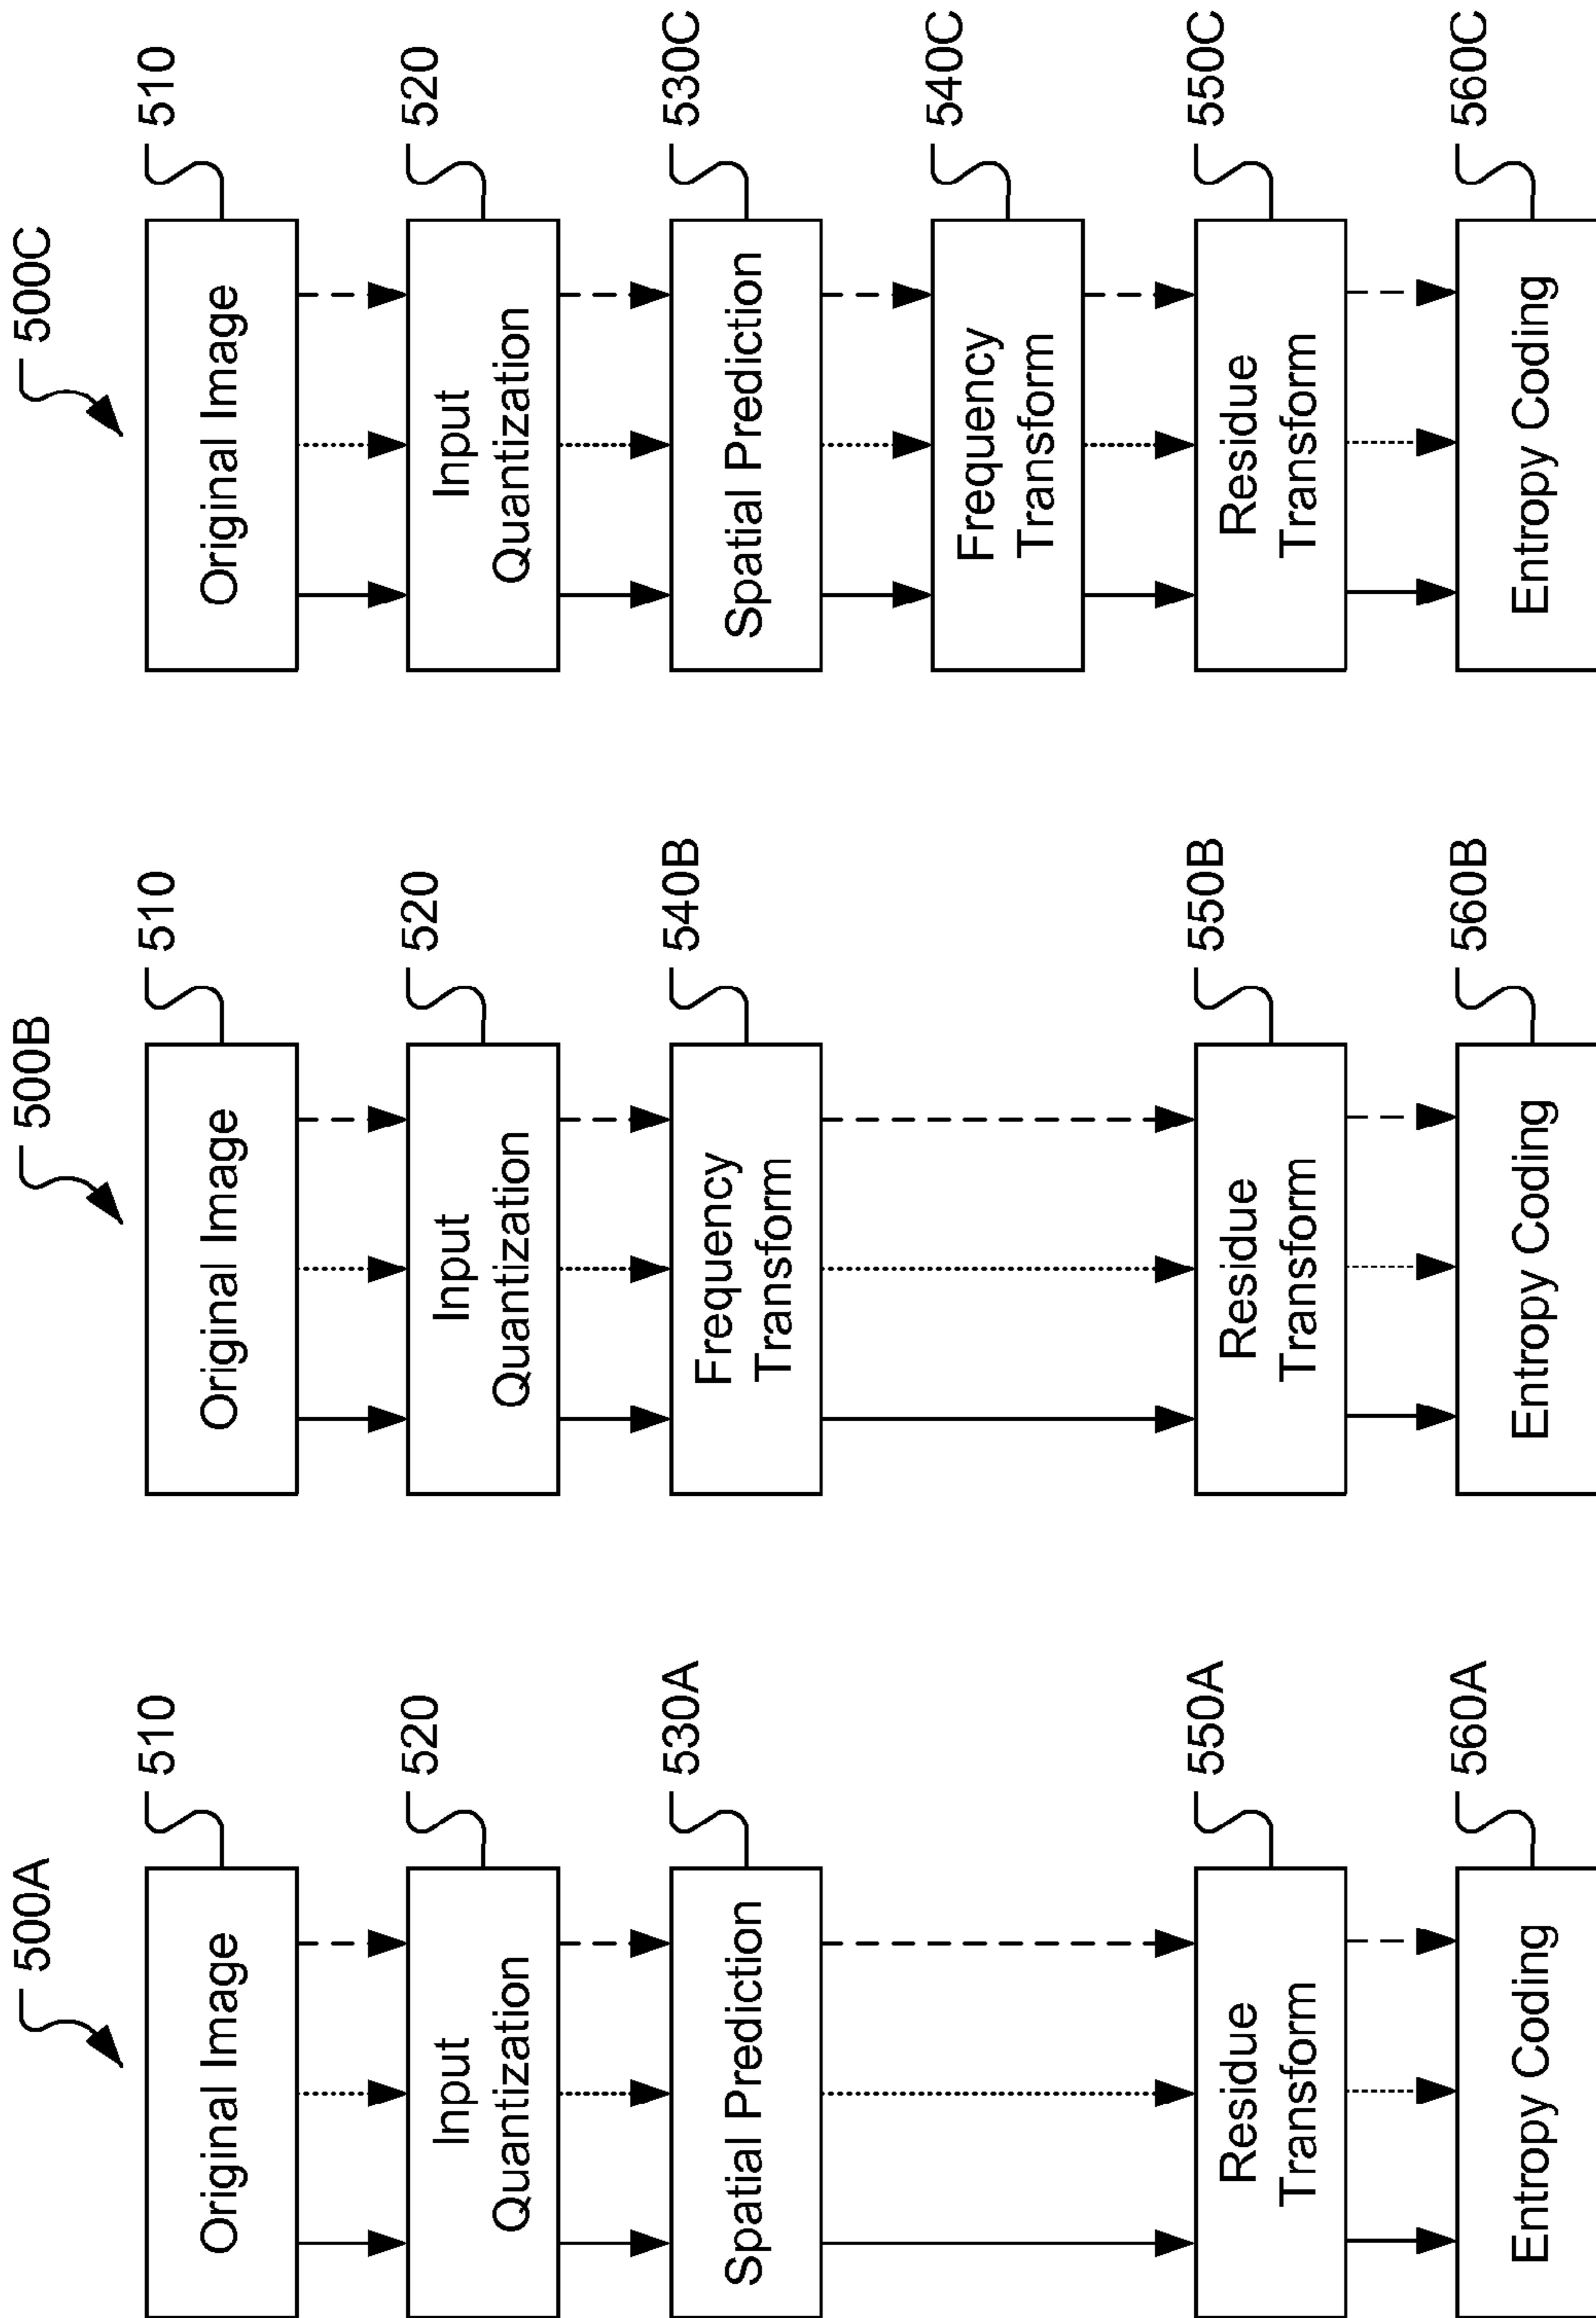 500A
Original Image
510
Input
Quantization
520
Spatial Prediction
530A
Residue
Transform
550A
Entropy Coding
560A
500B
Original Image
510
Input
Quantization
520
Frequency
Transform
540B
Residue
Transform
550B
Entropy Coding
560B
500C
Original Image
510
Input
Quantization
520
Spatial Prediction
530C
Frequency
Transform
540C
Residue
Transform
550C
Entropy Coding
560C